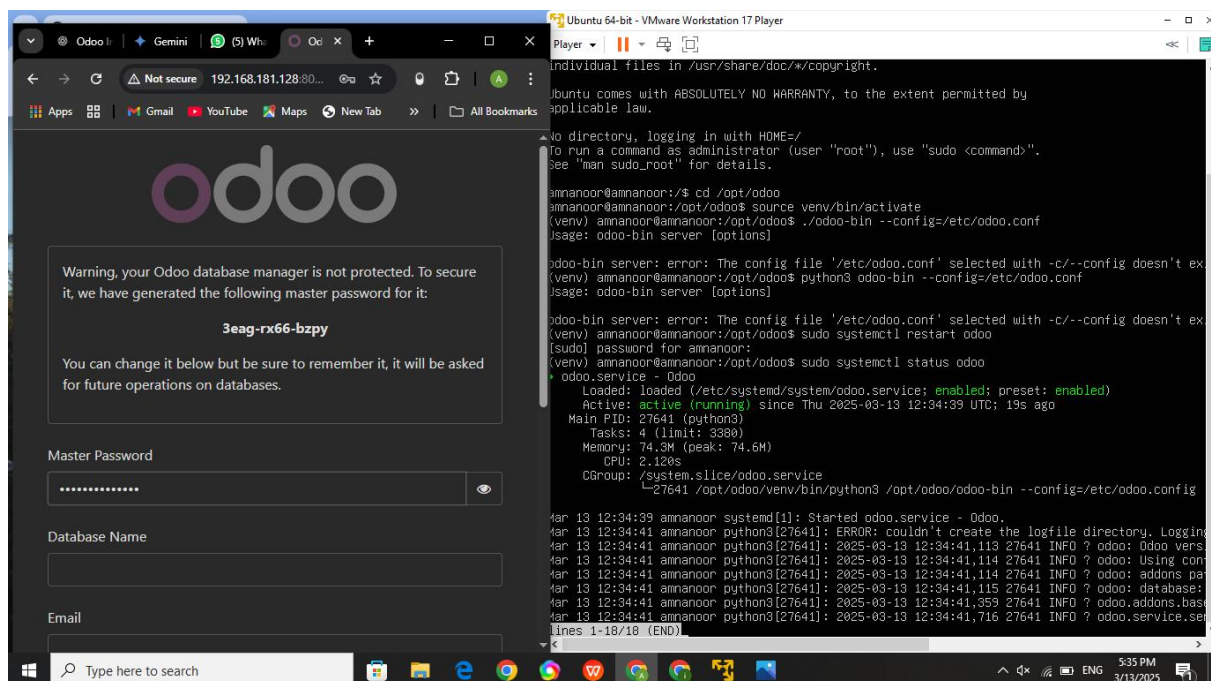 Odoo In
Gemini
(5) Wha
Od
Not secure
192.168.181.128:80...
A
Apps
Gmail
YouTube
Maps
New Tab
»
All Bookmarks
odoo
Warning, your Odoo database manager is not protected. To secure
it, we have generated the following master password for it:
3eag-rx66-bzpy
You can change it below but be sure to remember it, it will be asked
for future operations on databases.
Master Password
••••••••••••••
Database Name
Email
Ubuntu 64-bit - VMware Workstation 17 Player
Player
individual files in /usr/share/doc/*/copyright.
Ubuntu comes with ABSOLUTELY NO WARRANTY, to the extent permitted by
applicable law.
No directory, logging in with HOME=/
To run a command as administrator (user "root"), use "sudo <command>".
See "man sudo_root" for details.
amnanoor@amnanoor:/$ cd /opt/odoo
amnanoor@amnanoor:/opt/odoo$ source venv/bin/activate
(venv) amnanoor@amnanoor:/opt/odoo$ ./odoo-bin --config=/etc/odoo.conf
Usage: odoo-bin server [options]
odoo-bin server: error: The config file '/etc/odoo.conf' selected with -c/--config doesn't ex
(venv) amnanoor@amnanoor:/opt/odoo$ python3 odoo-bin --config=/etc/odoo.conf
Usage: odoo-bin server [options]
odoo-bin server: error: The config file '/etc/odoo.conf' selected with -c/--config doesn't ex
(venv) amnanoor@amnanoor:/opt/odoo$ sudo systemctl restart odoo
[sudo] password for amnanoor:
(venv) amnanoor@amnanoor:/opt/odoo$ sudo systemctl status odoo
odoo.service - Odoo
Loaded: loaded (/etc/systemd/system/odoo.service; enabled; preset: enabled)
Active: active (running) since Thu 2025-03-13 12:34:39 UTC; 19s ago
Main PID: 27641 (python3)
Tasks: 4 (limit: 3380)
Memory: 74.3M (peak: 74.6M)
CPU: 2.120s
CGroup: /system.slice/odoo.service
└─27641 /opt/odoo/venv/bin/python3 /opt/odoo/odoo-bin --config=/etc/odoo.config
Mar 13 12:34:39 amnanoor systemd[1]: Started odoo.service - Odoo.
Mar 13 12:34:41 amnanoor python3[27641]: ERROR: couldn't create the logfile directory. Logging
Mar 13 12:34:41 amnanoor python3[27641]: 2025-03-13 12:34:41,113 27641 INFO ? odoo: Odoo vers
Mar 13 12:34:41 amnanoor python3[27641]: 2025-03-13 12:34:41,114 27641 INFO ? odoo: Using con
Mar 13 12:34:41 amnanoor python3[27641]: 2025-03-13 12:34:41,114 27641 INFO ? odoo: addons pa
Mar 13 12:34:41 amnanoor python3[27641]: 2025-03-13 12:34:41,115 27641 INFO ? odoo: database:
Mar 13 12:34:41 amnanoor python3[27641]: 2025-03-13 12:34:41,359 27641 INFO ? odoo.addons.base
Mar 13 12:34:41 amnanoor python3[27641]: 2025-03-13 12:34:41,716 27641 INFO ? odoo.service.ser
lines 1-18/18 (END)
Type here to search
ENG
5:35 PM
3/13/2025